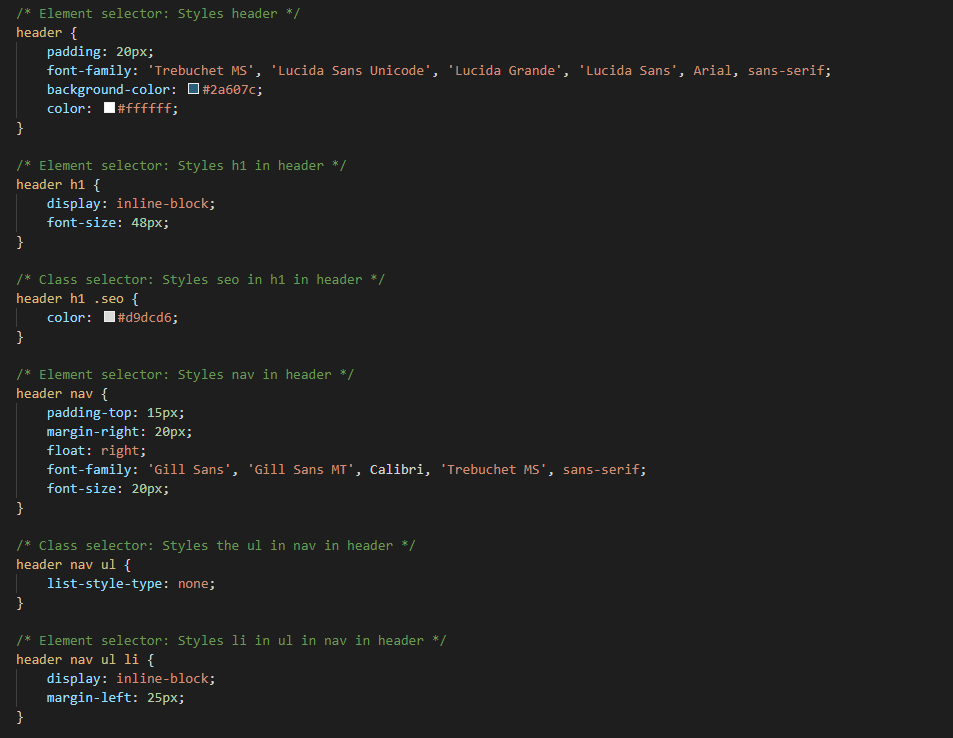 /* Element selector: Styles header */
header {
    padding: 20px;
    font-family: 'Trebuchet MS', 'Lucida Sans Unicode', 'Lucida Grande', 'Lucida Sans', Arial, sans-serif;
    background-color: #2a607c;
    color: #ffffff;
}

/* Element selector: Styles h1 in header */
header h1 {
    display: inline-block;
    font-size: 48px;
}

/* Class selector: Styles seo in h1 in header */
header h1 .seo {
    color: #d9dcd6;
}

/* Element selector: Styles nav in header */
header nav {
    padding-top: 15px;
    margin-right: 20px;
    float: right;
    font-family: 'Gill Sans', 'Gill Sans MT', Calibri, 'Trebuchet MS', sans-serif;
    font-size: 20px;
}

/* Class selector: Styles the ul in nav in header */
header nav ul {
    list-style-type: none;
}

/* Element selector: Styles li in ul in nav in header */
header nav ul li {
    display: inline-block;
    margin-left: 25px;
}